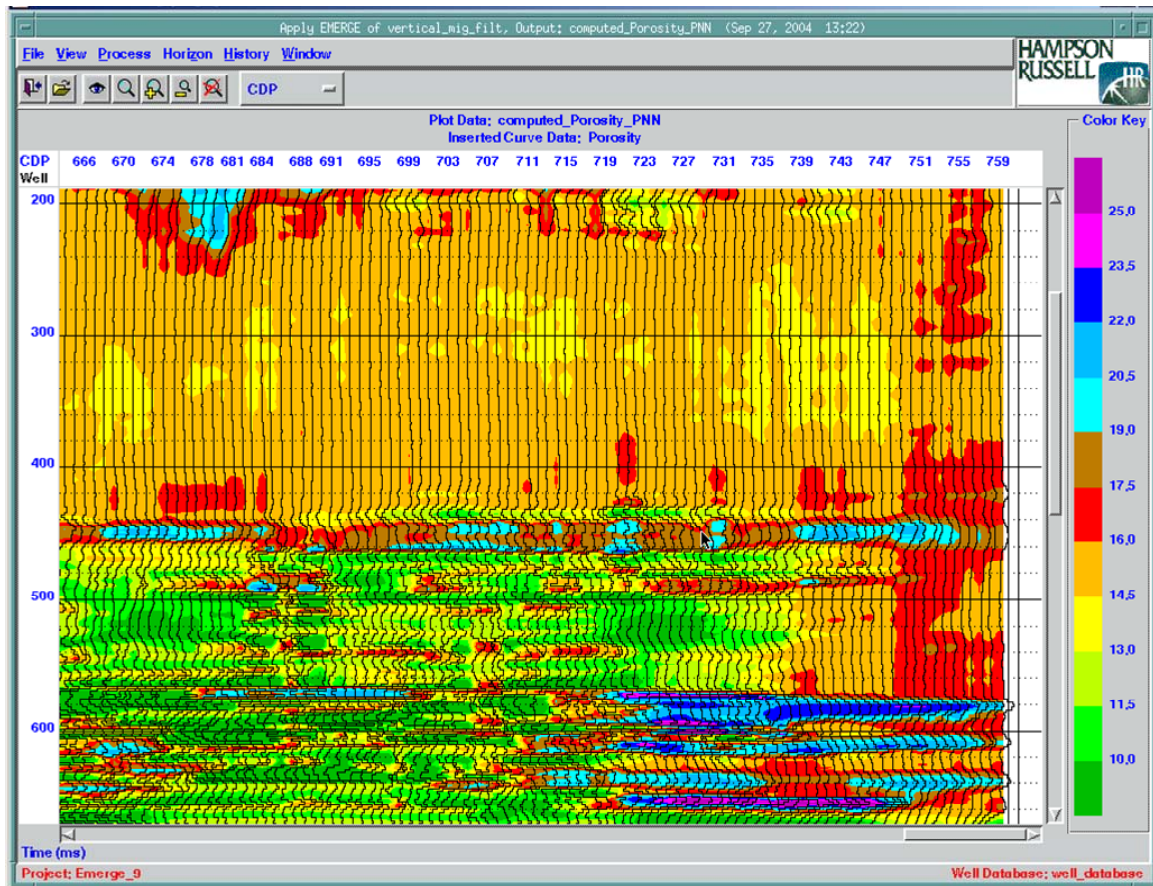 Apply EMERGE of vertical_mig_filt, Output: computed_Porosity_PNN (Sep 27, 2004 13:22)
File View Process Horizon History Window
HAMPSON
RUSSELL
HR
CDP
Plot Data: computed_Porosity_PNN
Inserted Curve Data: Porosity
Color Key
CDP 666 670 674 678 681 684 688 691 695 699 703 707 711 715 719 723 727 731 735 739 743 747 751 755 759
Well
200
300
400
500
600
25,0
23,5
22,0
20,5
19,0
17,5
16,0
14,5
13,0
11,5
10,0
Time (ms)
Project: Emerge_9
Well Database: well_database